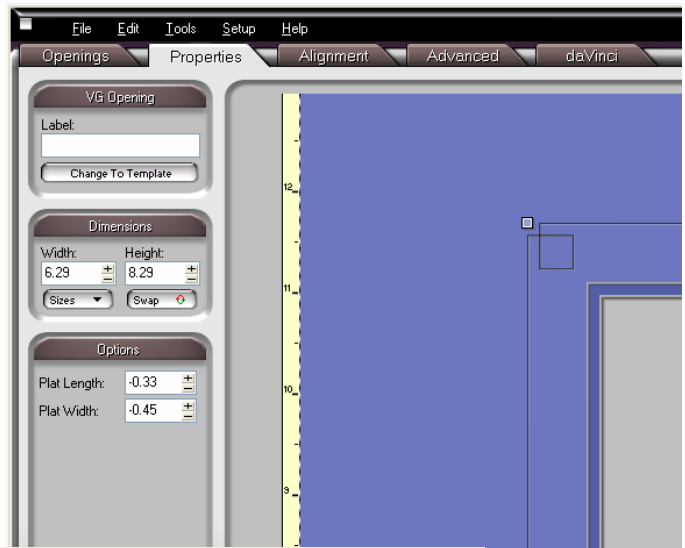 File Edit Tools Setup Help
Openings Properties Alignment Advanced daVinci
VG Opening
Label:
Change To Template
Dimensions
Width: Height:
6.29 8.29
Sizes Swap
Options
Plat Length: -0.33
Plat Width: -0.45
12
11
10
9